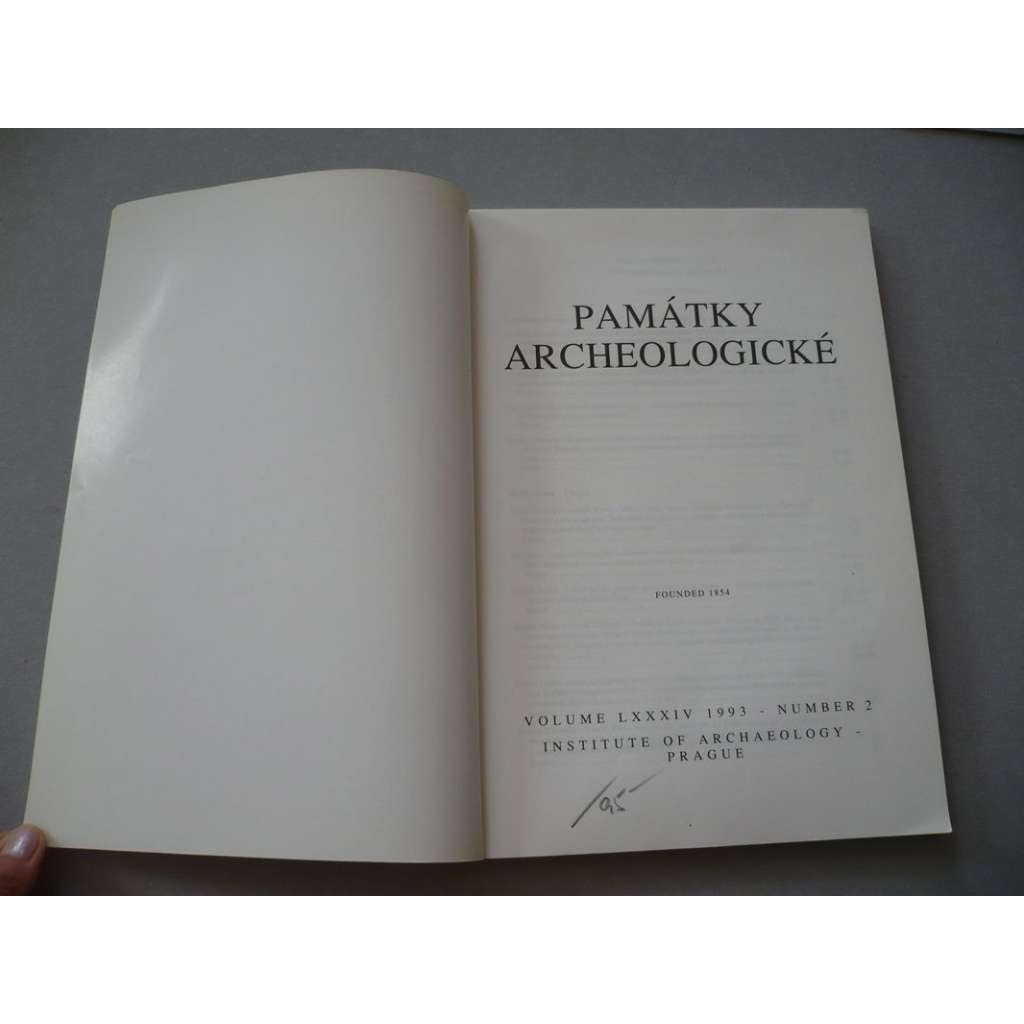 PAMÁTKY
ARCHEOLOGICKÉ
FOUNDED 1854
VOLUME LXXXIV 1993 - NUMBER 2
INSTITUTE OF ARCHAEOLOGY -
PRAGUE